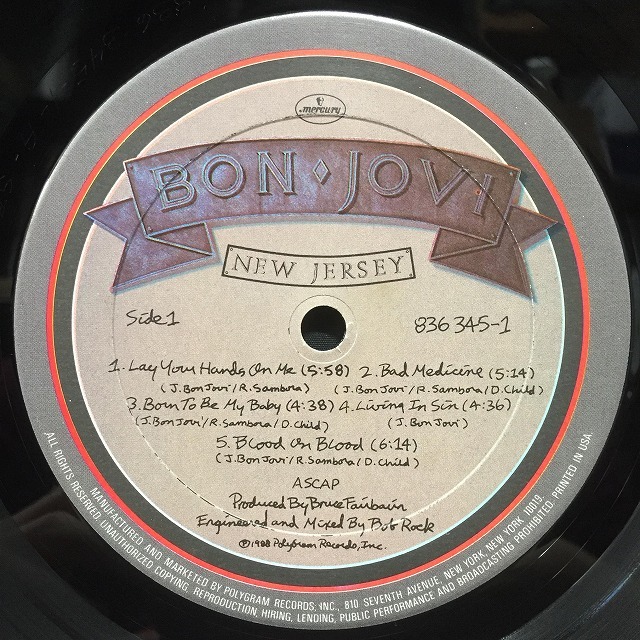 mercury
BON ♦ JOVI
NEW JERSEY
Side 1
836 345-1
1. Lay Your Hands On Me (5:58) 2. Bad Medicine (5:14)
(J. Bon Jovi/R. Sambora) (J. Bon Jovi/R. Sambora/D. Child)
3. Born To Be My Baby (4:38) 4. Living In Sin (4:36)
(J. Bon Jovi/R. Sambora/D. Child) (J. Bon Jovi)
5. Blood On Blood (6:14)
(J. Bon Jovi/R. Sambora/D. Child)
ASCAP
Produced By Bruce Fairbairn
Engineered and Mixed By Bob Rock
℗ 1988 Polygram Records, Inc.
MANUFACTURED AND MARKETED BY POLYGRAM RECORDS, INC., 810 SEVENTH AVENUE, NEW YORK, NEW YORK 10019.
ALL RIGHTS RESERVED. UNAUTHORIZED COPYING, REPRODUCTION, HIRING, LENDING, PUBLIC PERFORMANCE AND BROADCASTING PROHIBITED. PRINTED IN USA.